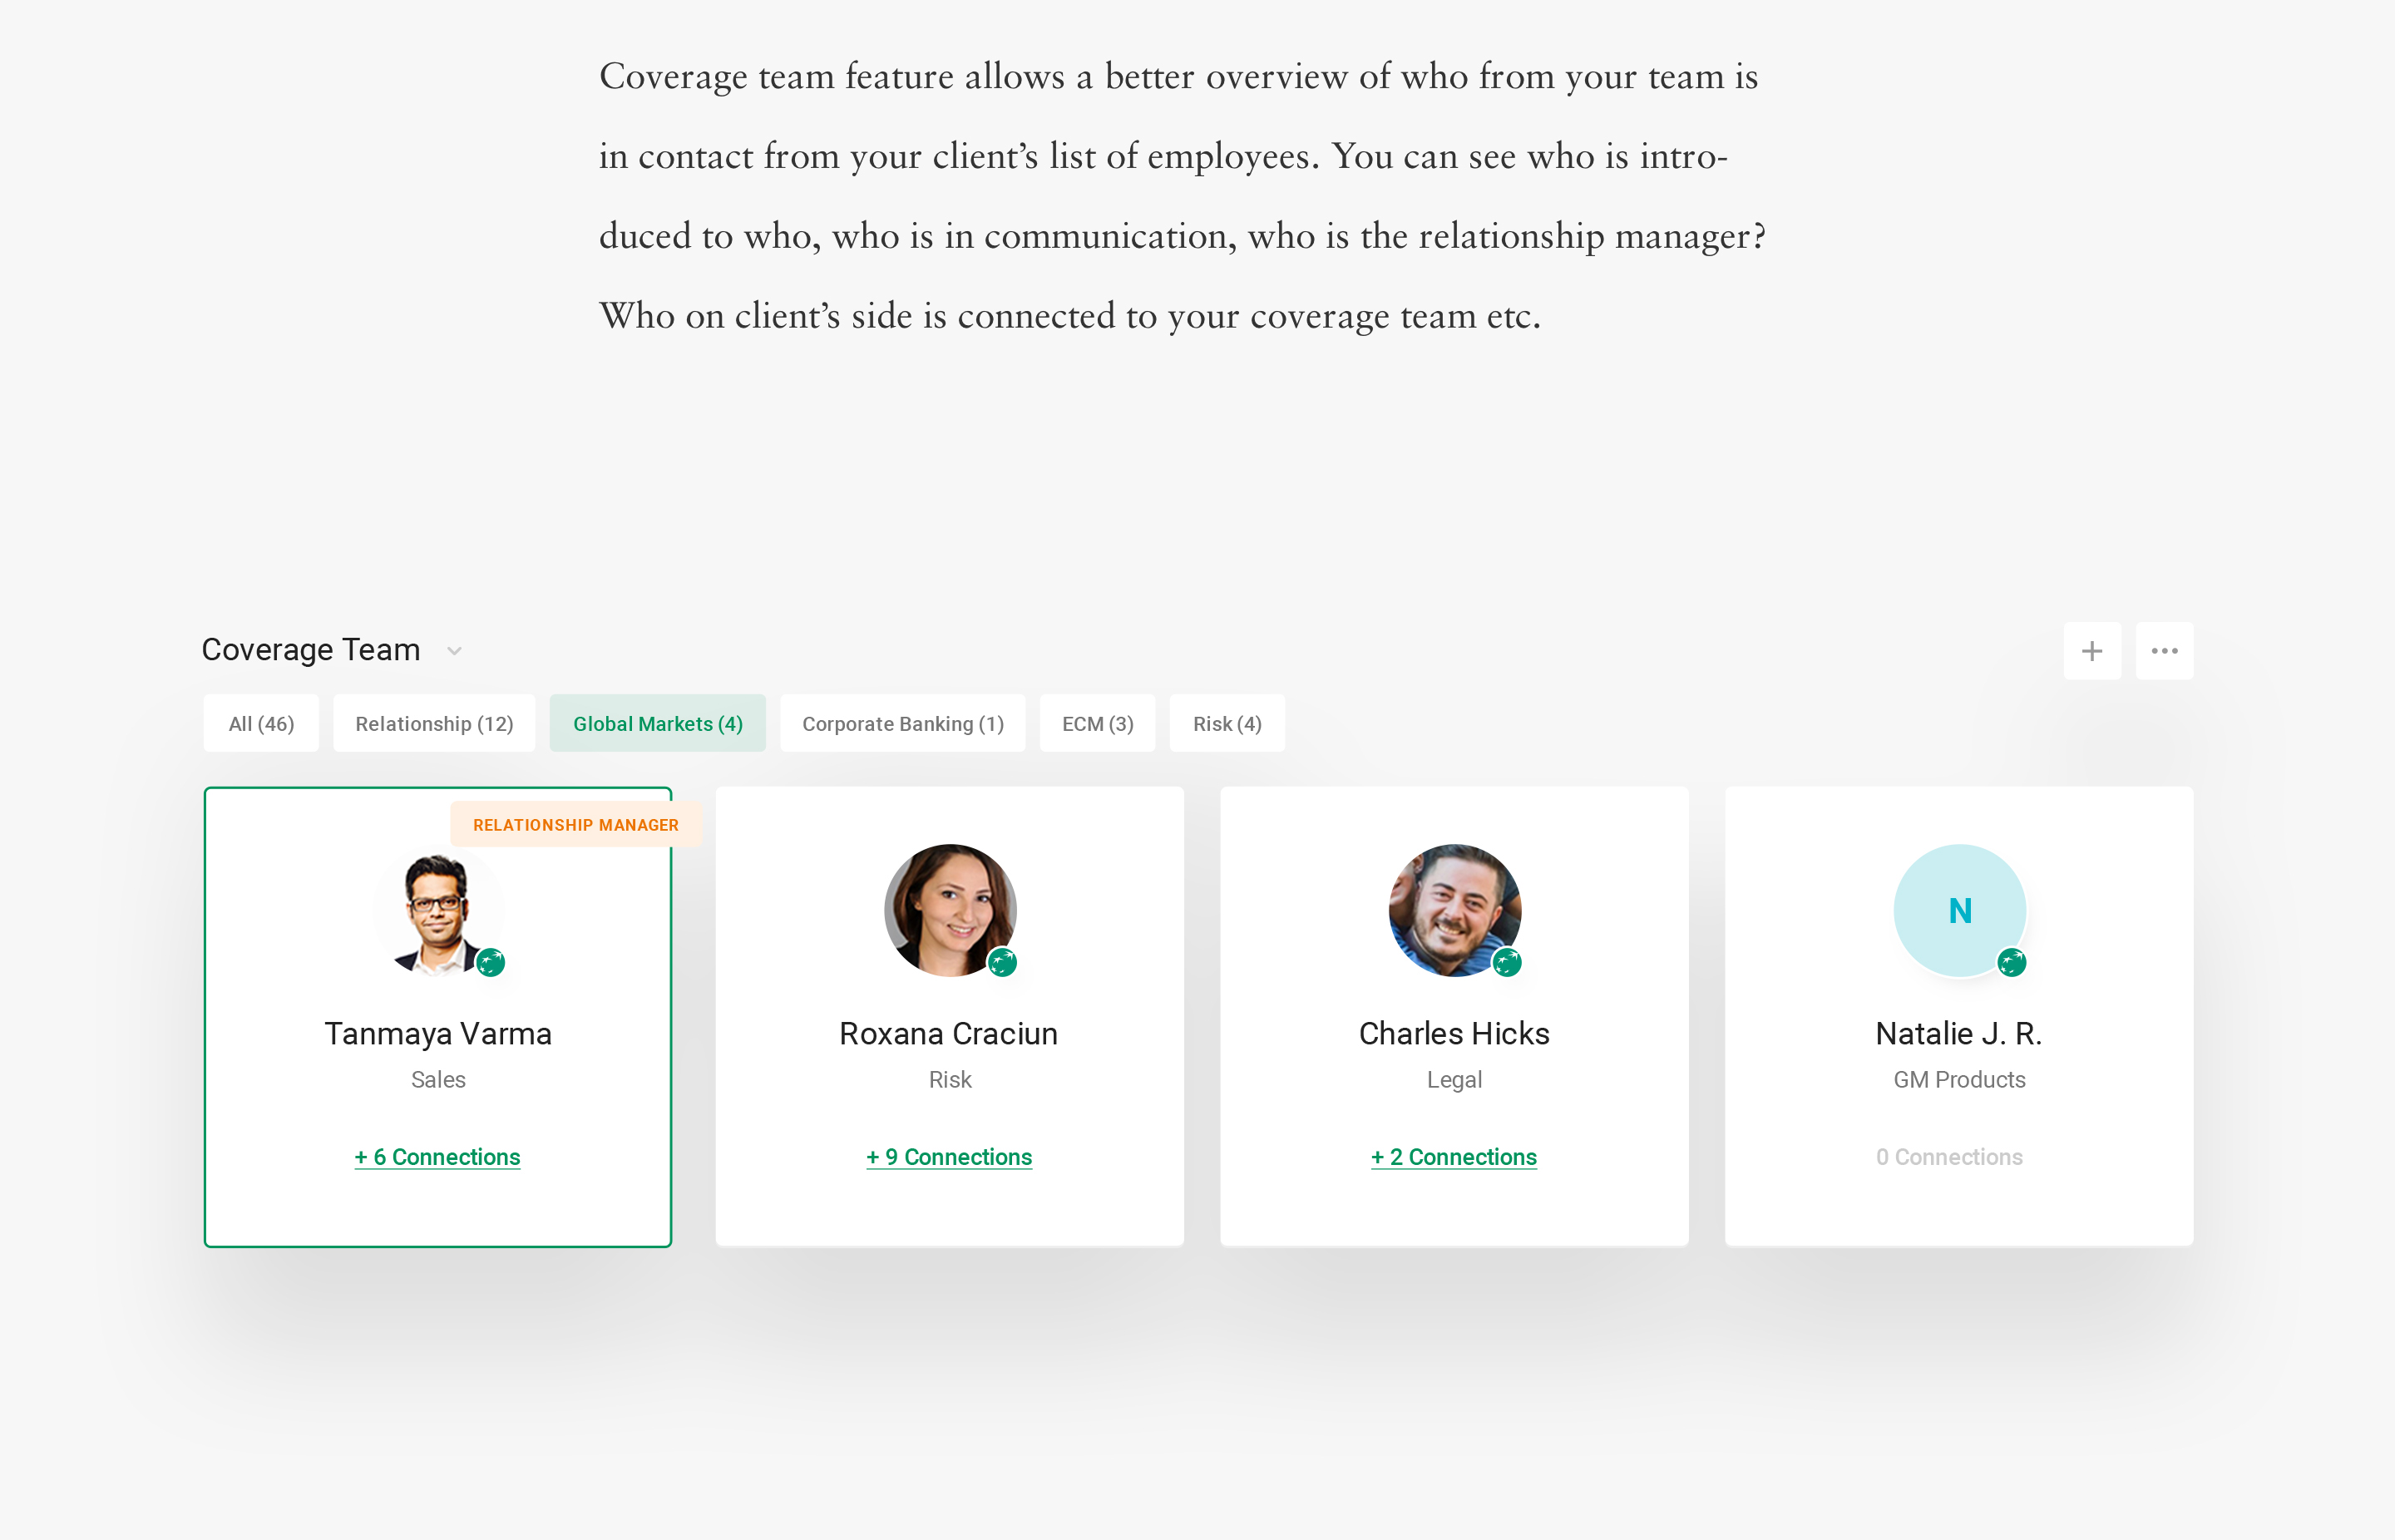 Coverage team feature allows a better overview of who from your team is
in contact from your client’s list of employees. You can see who is intro-
duced to who, who is in communication, who is the relationship manager?
Who on client’s side is connected to your coverage team etc.
Coverage Team
All (46)
Relationship (12)
Global Markets (4)
Corporate Banking (1)
ECM (3)
Risk (4)
RELATIONSHIP MANAGER
Tanmaya Varma
Sales
+ 6 Connections
Roxana Craciun
Risk
+ 9 Connections
Charles Hicks
Legal
+ 2 Connections
N
Natalie J. R.
GM Products
0 Connections